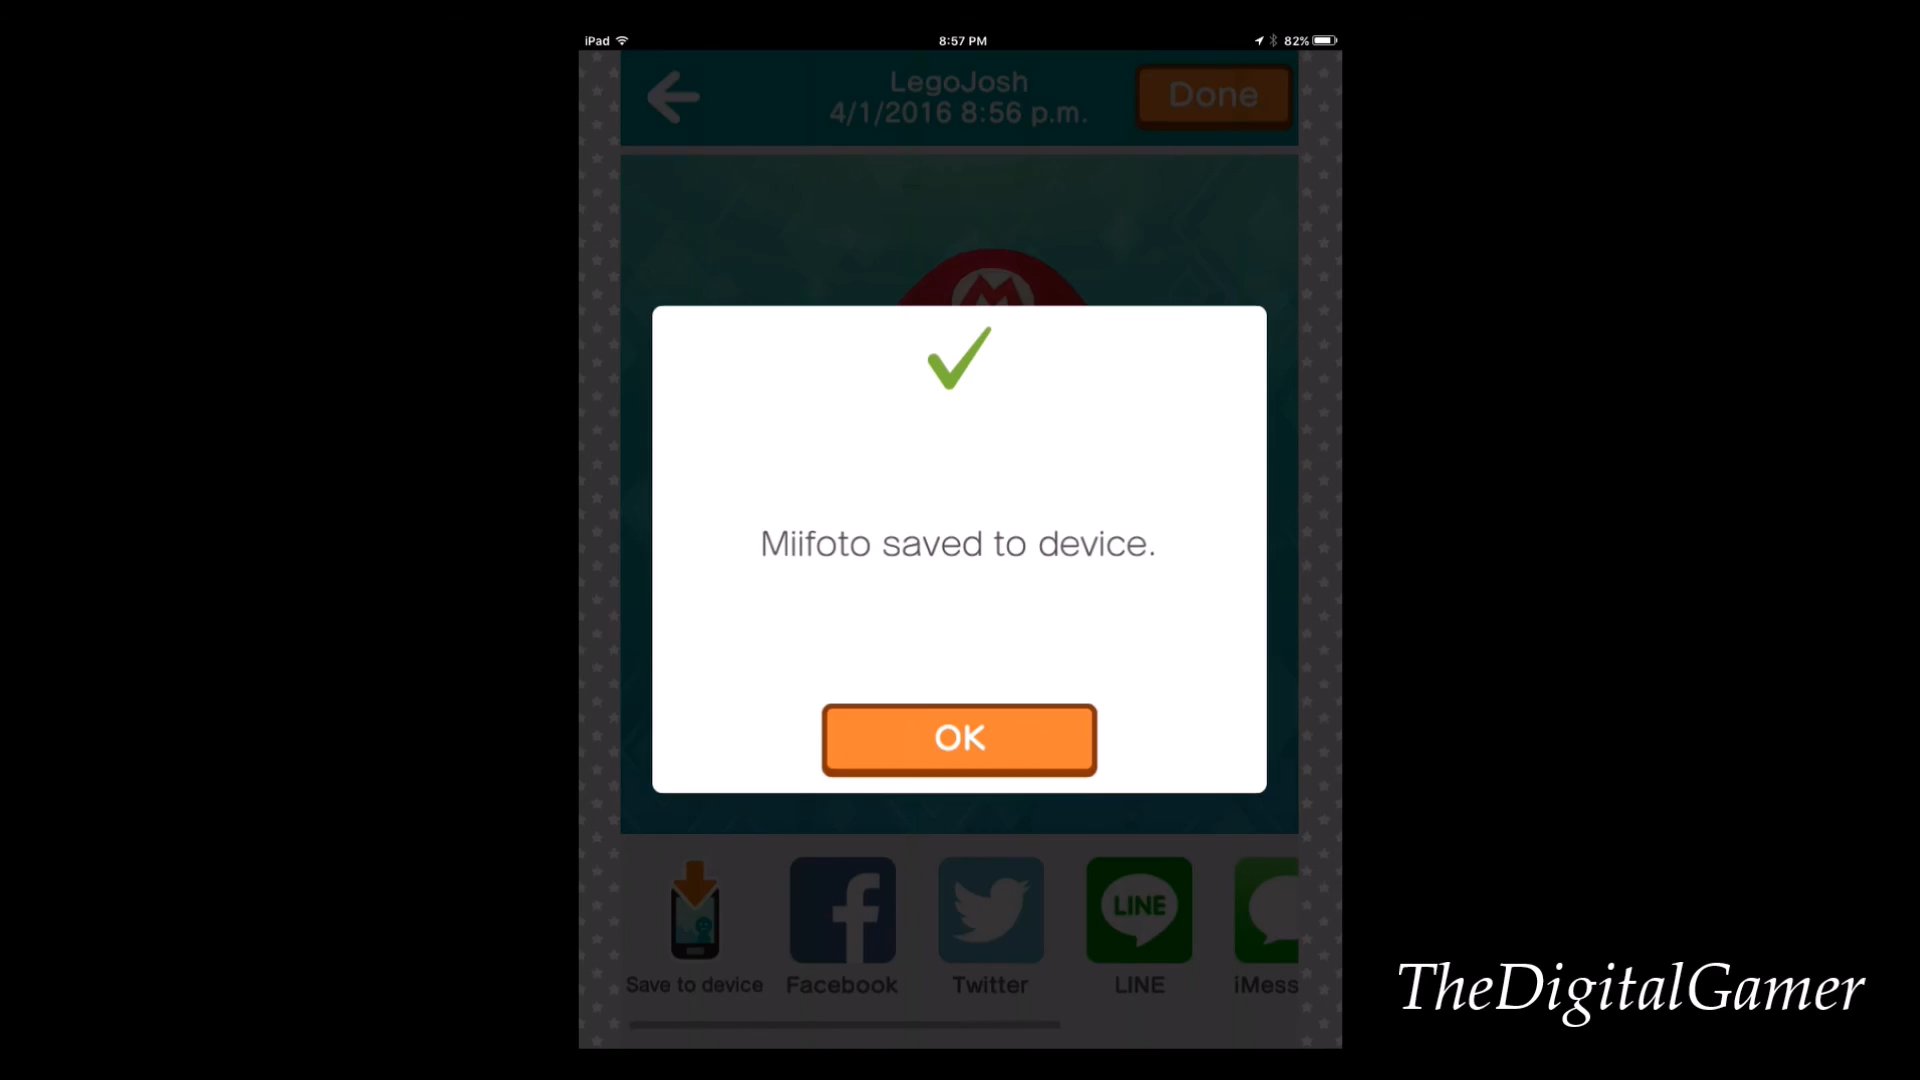 iPad
8:57 PM
82%
LegoJosh
4/1/2016 8:56 p.m.
Done
M
Miifoto saved to device.
OK
LINE
Save to device
Facebook
Twitter
LINE
iMess
TheDigitalGamer